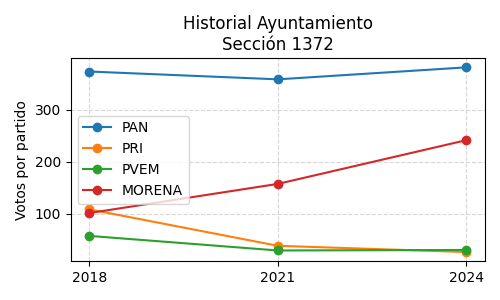 Historial Ayuntamiento
Sección 1372
Votos por partido
300
200
100
PAN
PRI
PVEM
MORENA
2018
2021
2024